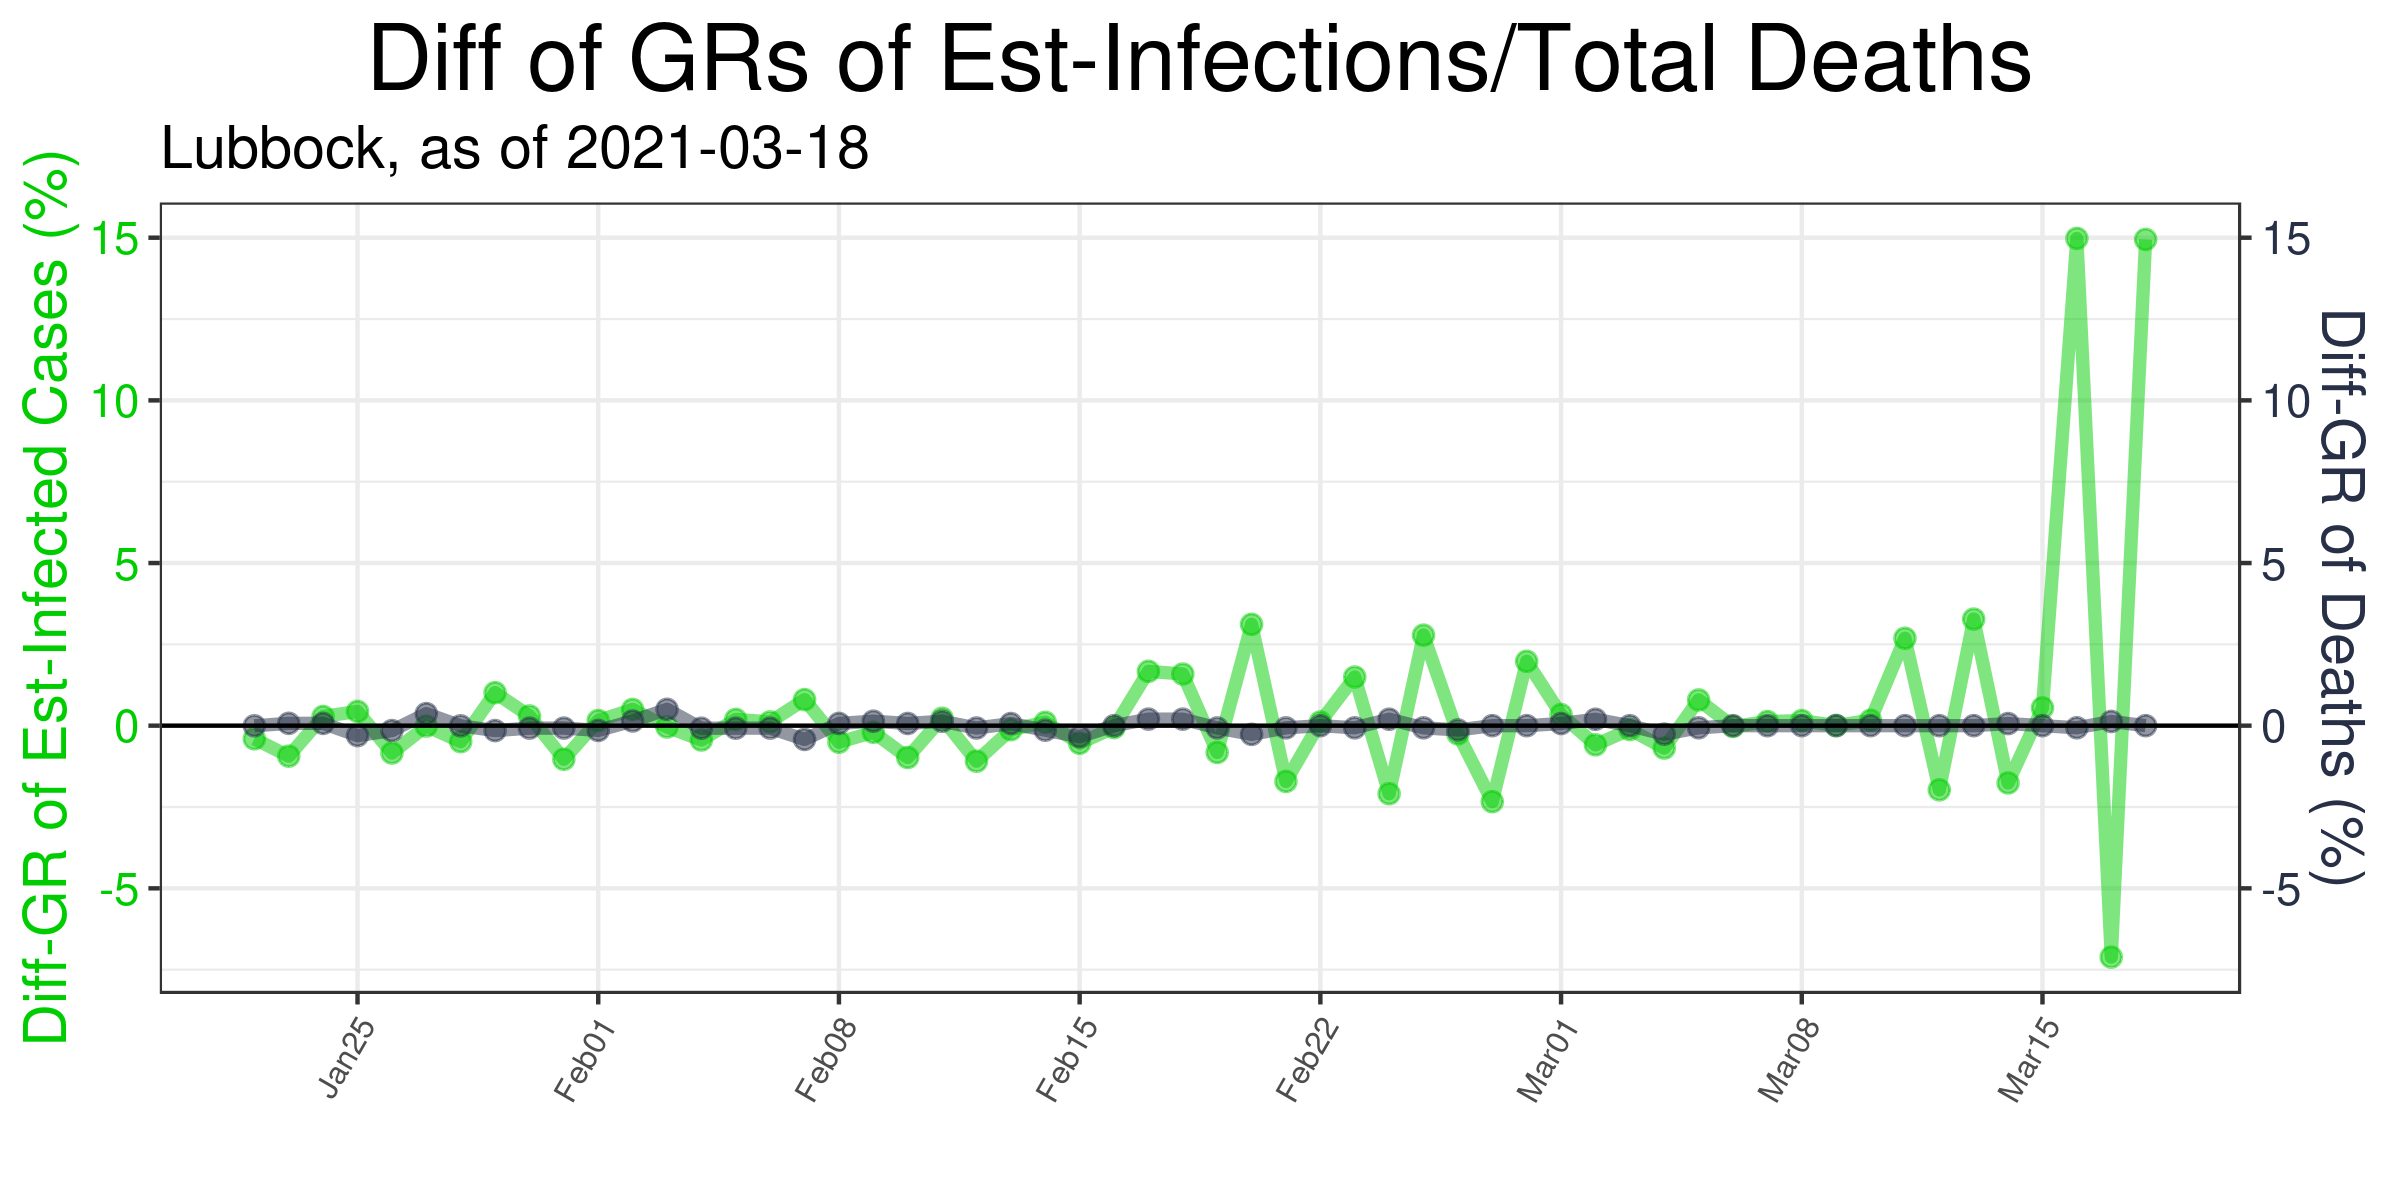 Diff of GRs of Est-Infections/Total Deaths
Lubbock, as of 2021-03-18
Diff-GR of Est-Infected Cases (%)
15
10
5
0
-5
15
10
5
0
-5
Diff-GR of Deaths (%)
Jan25
Feb01
Feb08
Feb15
Feb22
Mar01
Mar08
Mar15